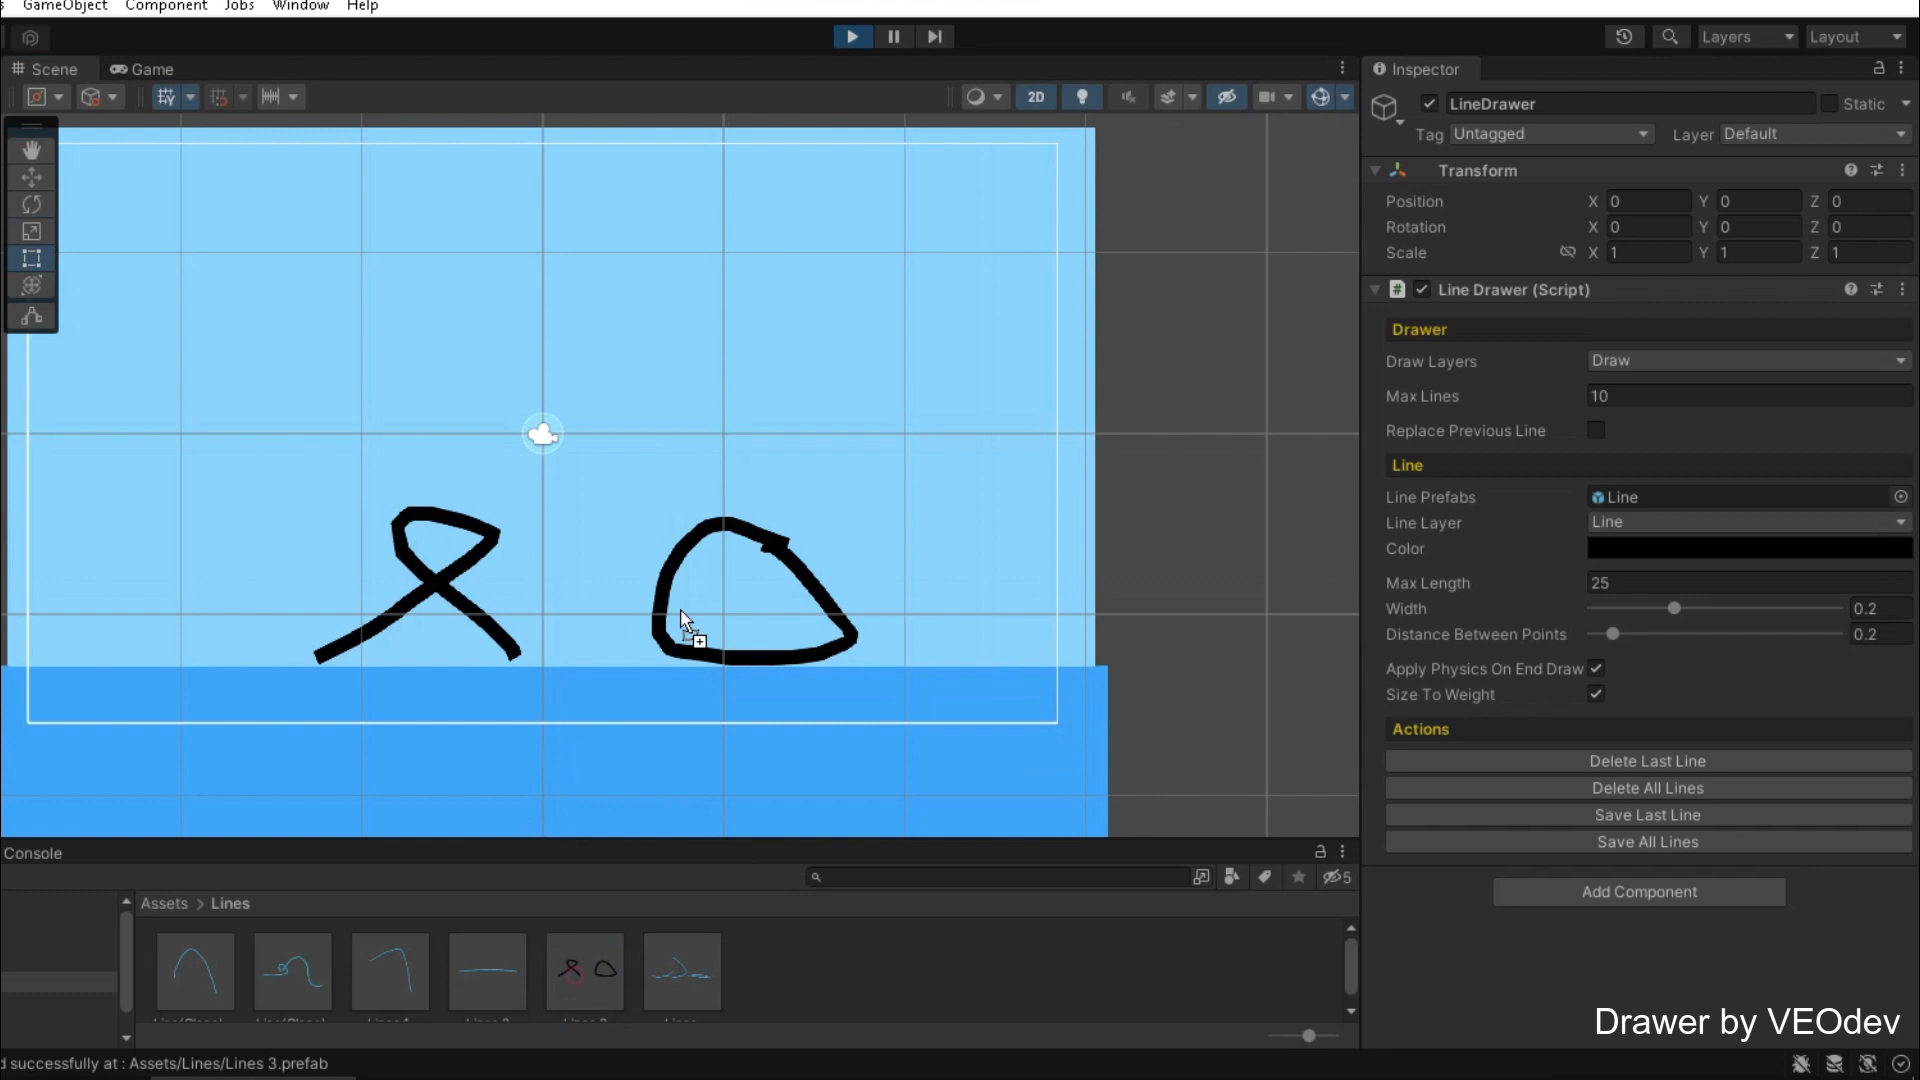 GameObject Component Jobs Window Help
Layers Layout
Scene Game
Inspector
2D
LineDrawer Static
Tag Untagged Layer Default
Transform
Position X 0 Y 0 Z 0
Rotation X 0 Y 0 Z 0
Scale X 1 Y 1 Z 1
Line Drawer (Script)
Drawer
Draw Layers Draw
Max Lines 10
Replace Previous Line
Line
Line Prefabs Line
Line Layer Line
Color
Max Length 25
Width 0.2
Distance Between Points 0.2
Apply Physics On End Draw
Size To Weight
Actions
Delete Last Line
Delete All Lines
Save Last Line
Save All Lines
Add Component
Console
5
Assets > Lines
Drawer by VEOdev
d successfully at : Assets/Lines/Lines 3.prefab